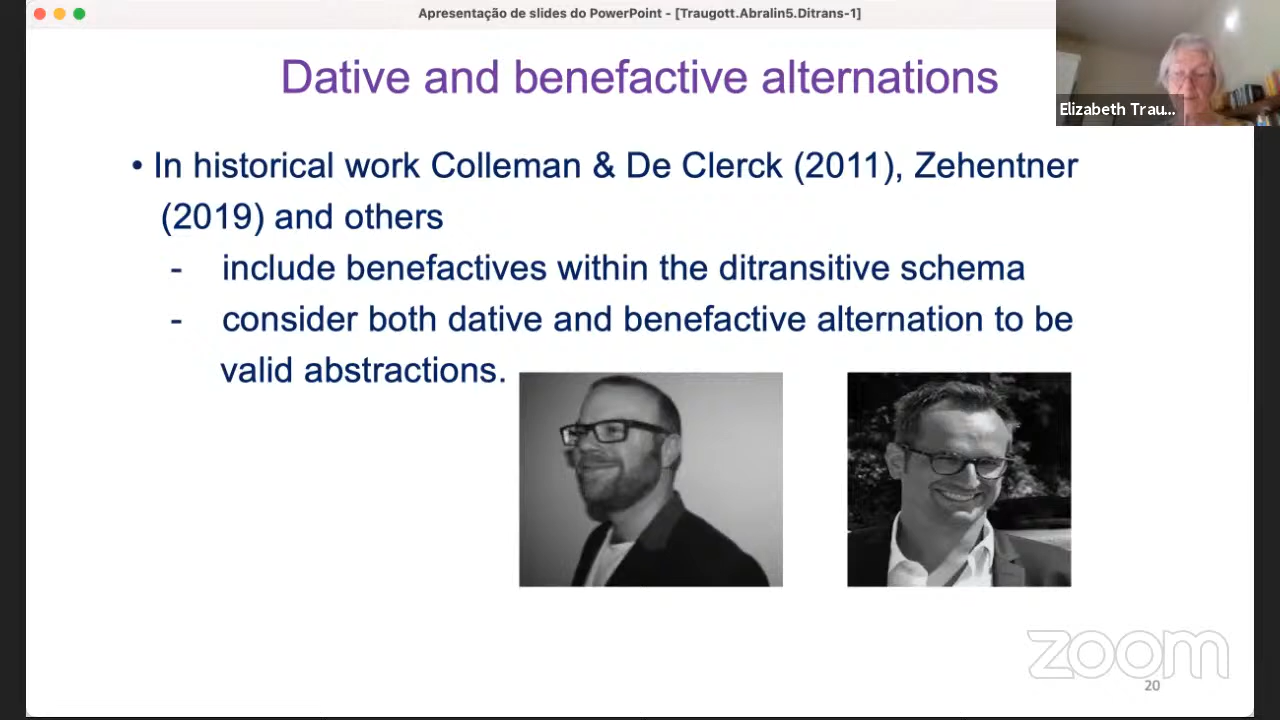 Apresentação de slides do PowerPoint - [Traugott.Abralin5.Ditrans-1]
Elizabeth Trau...
Dative and benefactive alternations
• In historical work Colleman & De Clerck (2011), Zehentner
(2019) and others
- include benefactives within the ditransitive schema
- consider both dative and benefactive alternation to be
valid abstractions.
zoom
20